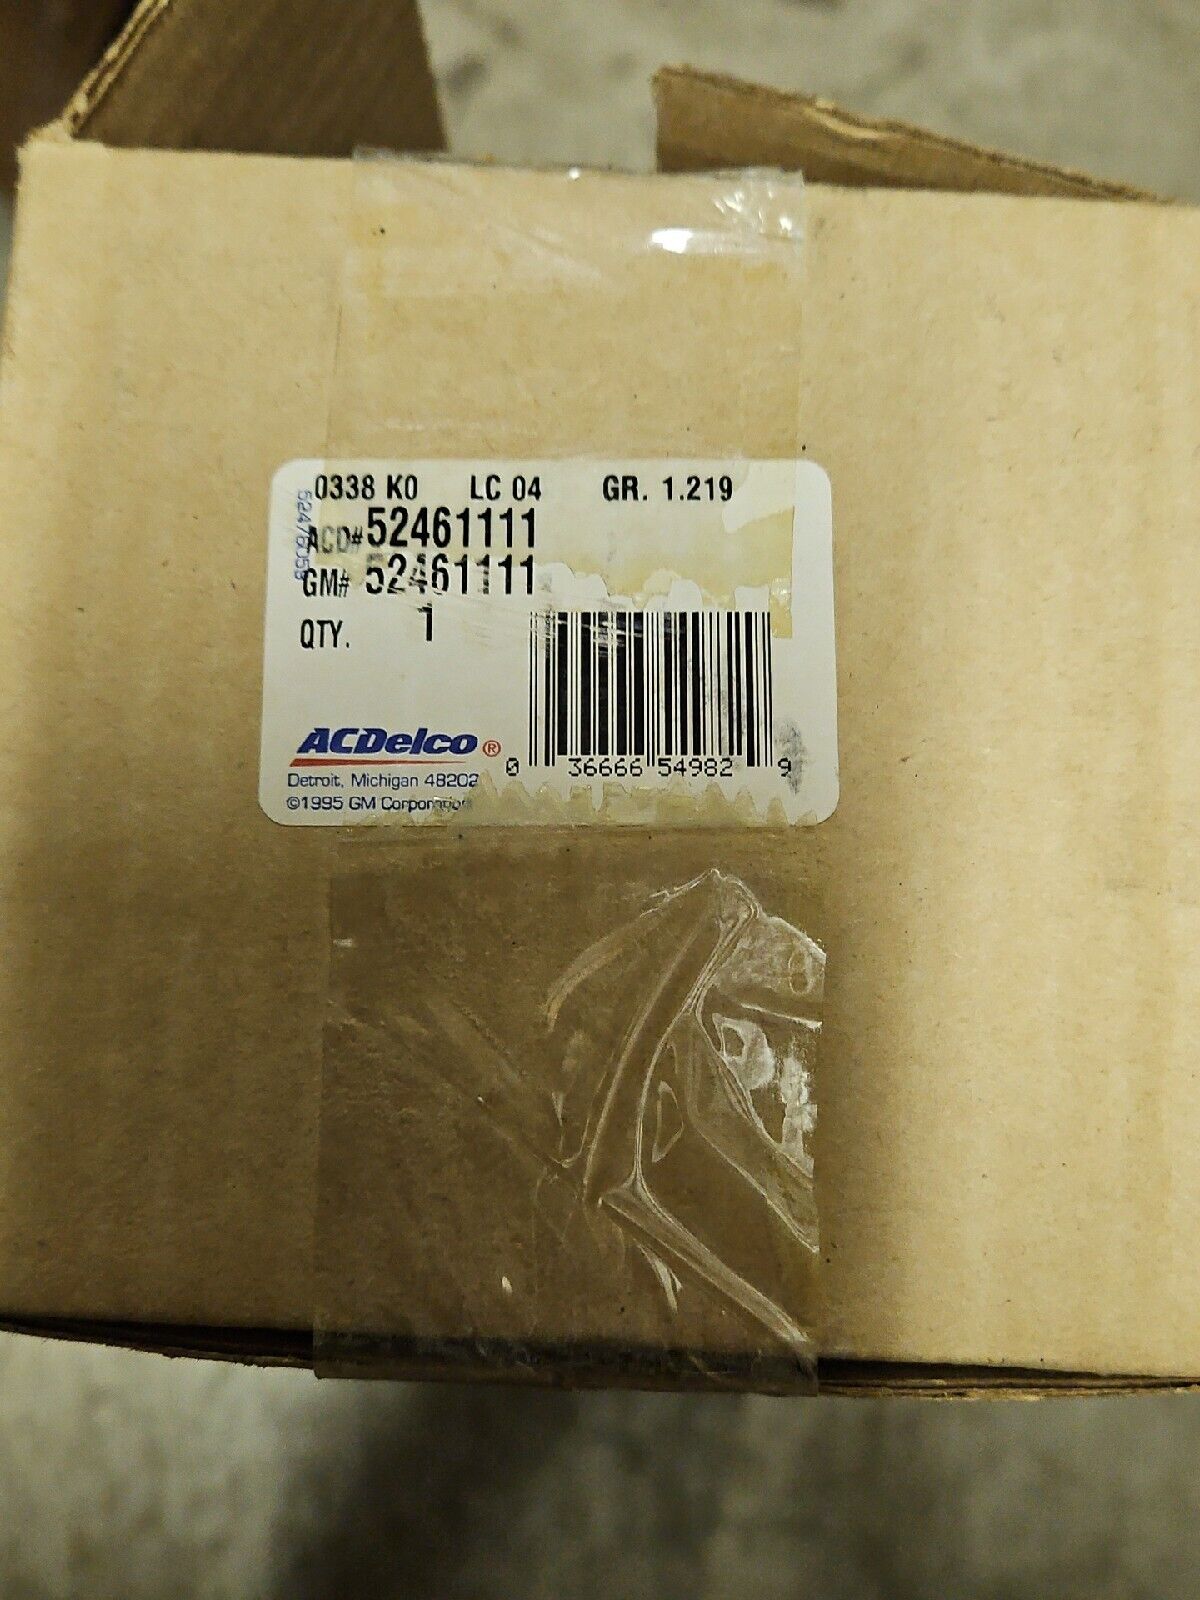 0338 K0 LC 04 GR. 1.219
52476059
ACD# 52461111
GM# 52461111
QTY. 1
ACDelco®
Detroit, Michigan 48202
©1995 GM Corporation
0 36666 54982 9